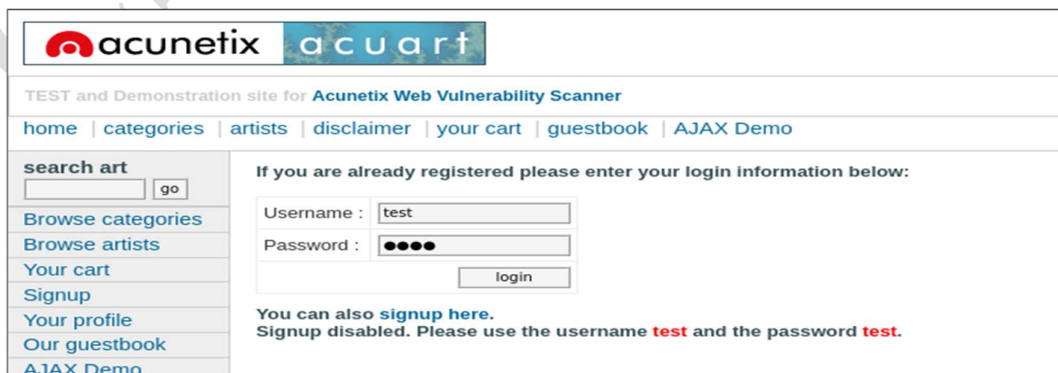 acunetix acuart
TEST and Demonstration site for Acunetix Web Vulnerability Scanner
home | categories | artists | disclaimer | your cart | guestbook | AJAX Demo
search art
go
Browse categories
Browse artists
Your cart
Signup
Your profile
Our guestbook
AJAX Demo
If you are already registered please enter your login information below:
Username : test
Password : ●●●●
login
You can also signup here.
Signup disabled. Please use the username test and the password test.